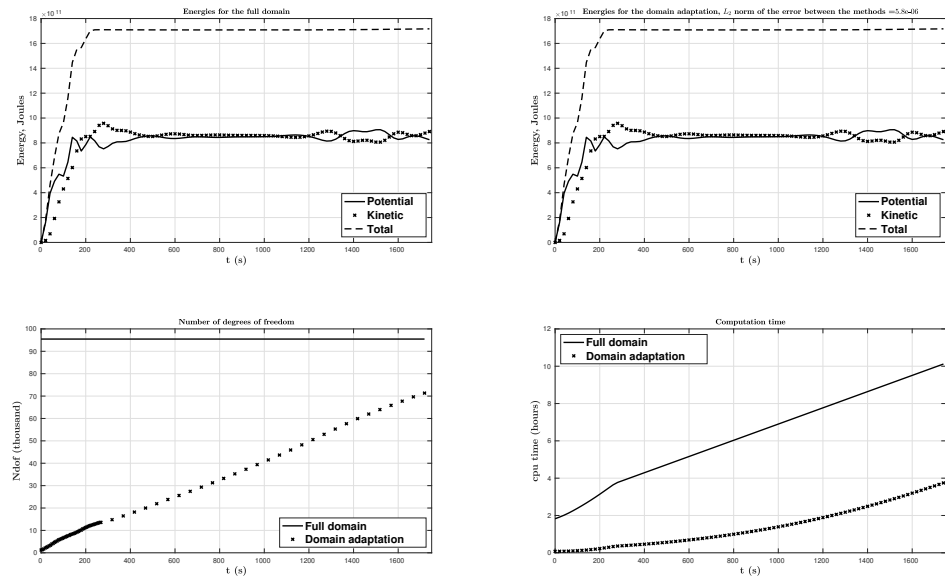 Energies for the full domain
×10 11
18
16
14
12
10
8
6
4
2
0
Energy, Joules
Potential
Kinetic
Total
0 200 400 600 800 1000 1200 1400 1600
t (s)
Energies for the domain adaptation, L2 norm of the error between the methods =5.8e-06
×10 11
18
16
14
12
10
8
6
4
2
0
Energy, Joules
Potential
Kinetic
Total
0 200 400 600 800 1000 1200 1400 1600
t (s)
Number of degrees of freedom
100
90
80
70
60
50
40
30
20
10
0
Ndof (thousand)
Full domain
Domain adaptation
0 200 400 600 800 1000 1200 1400 1600
t (s)
Computation time
12
10
8
6
4
2
0
cpu time (hours)
Full domain
Domain adaptation
0 200 400 600 800 1000 1200 1400 1600
t (s)